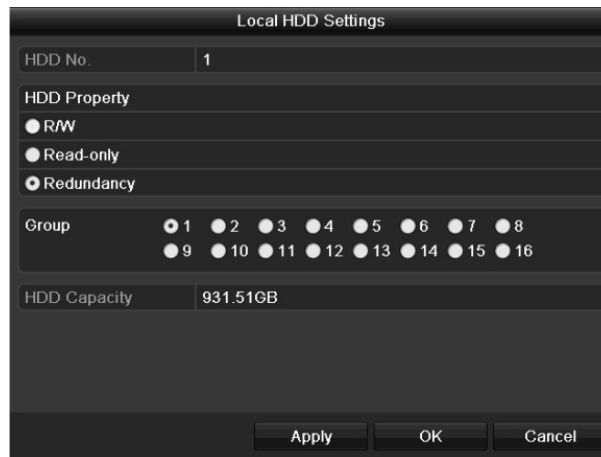 Local HDD Settings
HDD No. 1
HDD Property
R/W
Read-only
Redundancy
Group 1 2 3 4 5 6 7 8
9 10 11 12 13 14 15 16
HDD Capacity 931.51GB
Apply OK Cancel